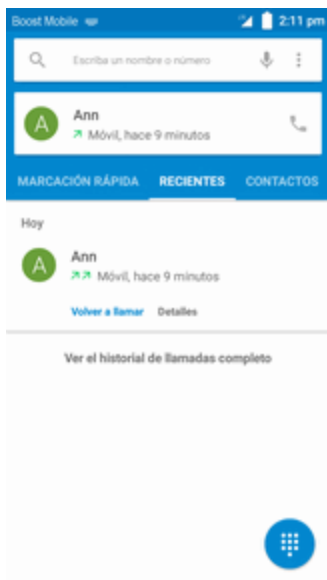 Boost Mobile 2:11 pm
Escriba un nombre o número
A
Ann
Móvil, hace 9 minutos
MARCACIÓN RÁPIDA RECIENTES CONTACTOS
Hoy
A
Ann
Móvil, hace 9 minutos
Volver a llamar Detalles
Ver el historial de llamadas completo